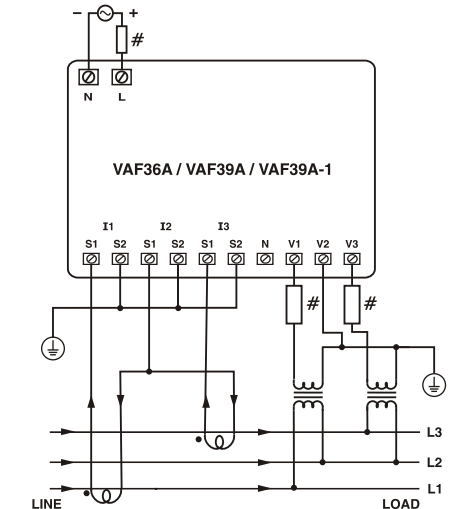 − +
#
N L
VAF36A / VAF39A / VAF39A-1
I1 I2 I3
S1 S2 S1 S2 S1 S2 N V1 V2 V3
# #
L3
L2
L1
LINE LOAD